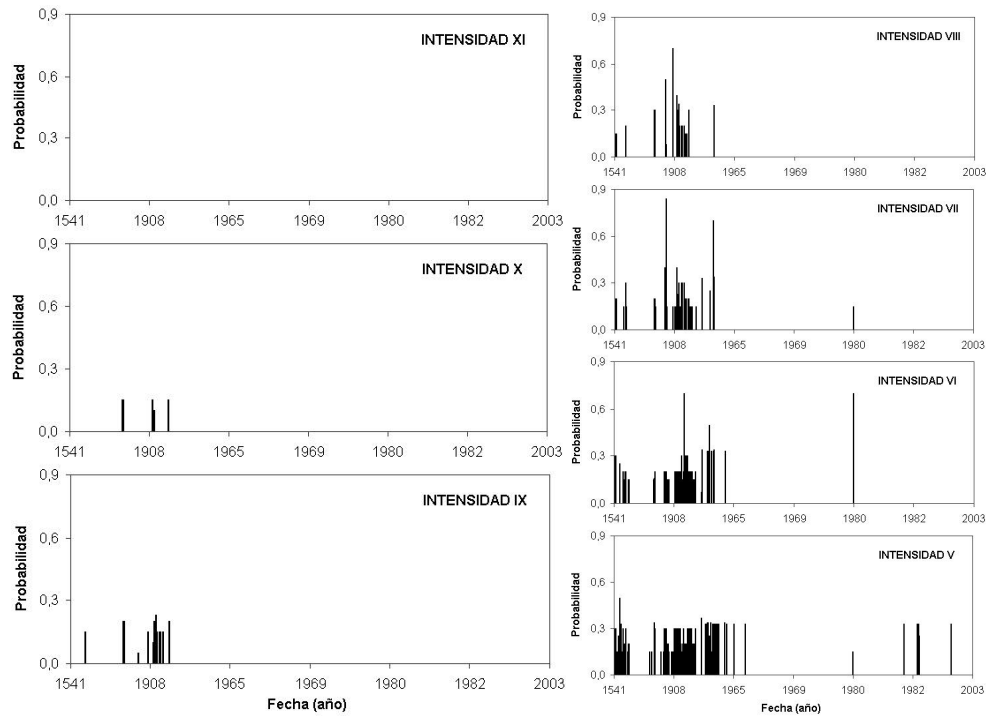 INTENSIDAD XI
Probabilidad
0,9
0,6
0,3
0,0
1541 1908 1965 1969 1980 1982 2003
INTENSIDAD X
Probabilidad
0,9
0,6
0,3
0,0
1541 1908 1965 1969 1980 1982 2003
INTENSIDAD IX
Probabilidad
0,9
0,6
0,3
0,0
1541 1908 1965 1969 1980 1982 2003
Fecha (año)
INTENSIDAD VIII
Probabilidad
0,9
0,6
0,3
0,0
1541 1908 1965 1969 1980 1982 2003
INTENSIDAD VII
Probabilidad
0,9
0,6
0,3
0,0
1541 1908 1965 1969 1980 1982 2003
INTENSIDAD VI
Probabilidad
0,9
0,6
0,3
0,0
1541 1908 1965 1969 1980 1982 2003
INTENSIDAD V
Probabilidad
0,9
0,6
0,3
0,0
1541 1908 1965 1969 1980 1982 2003
Fecha (año)